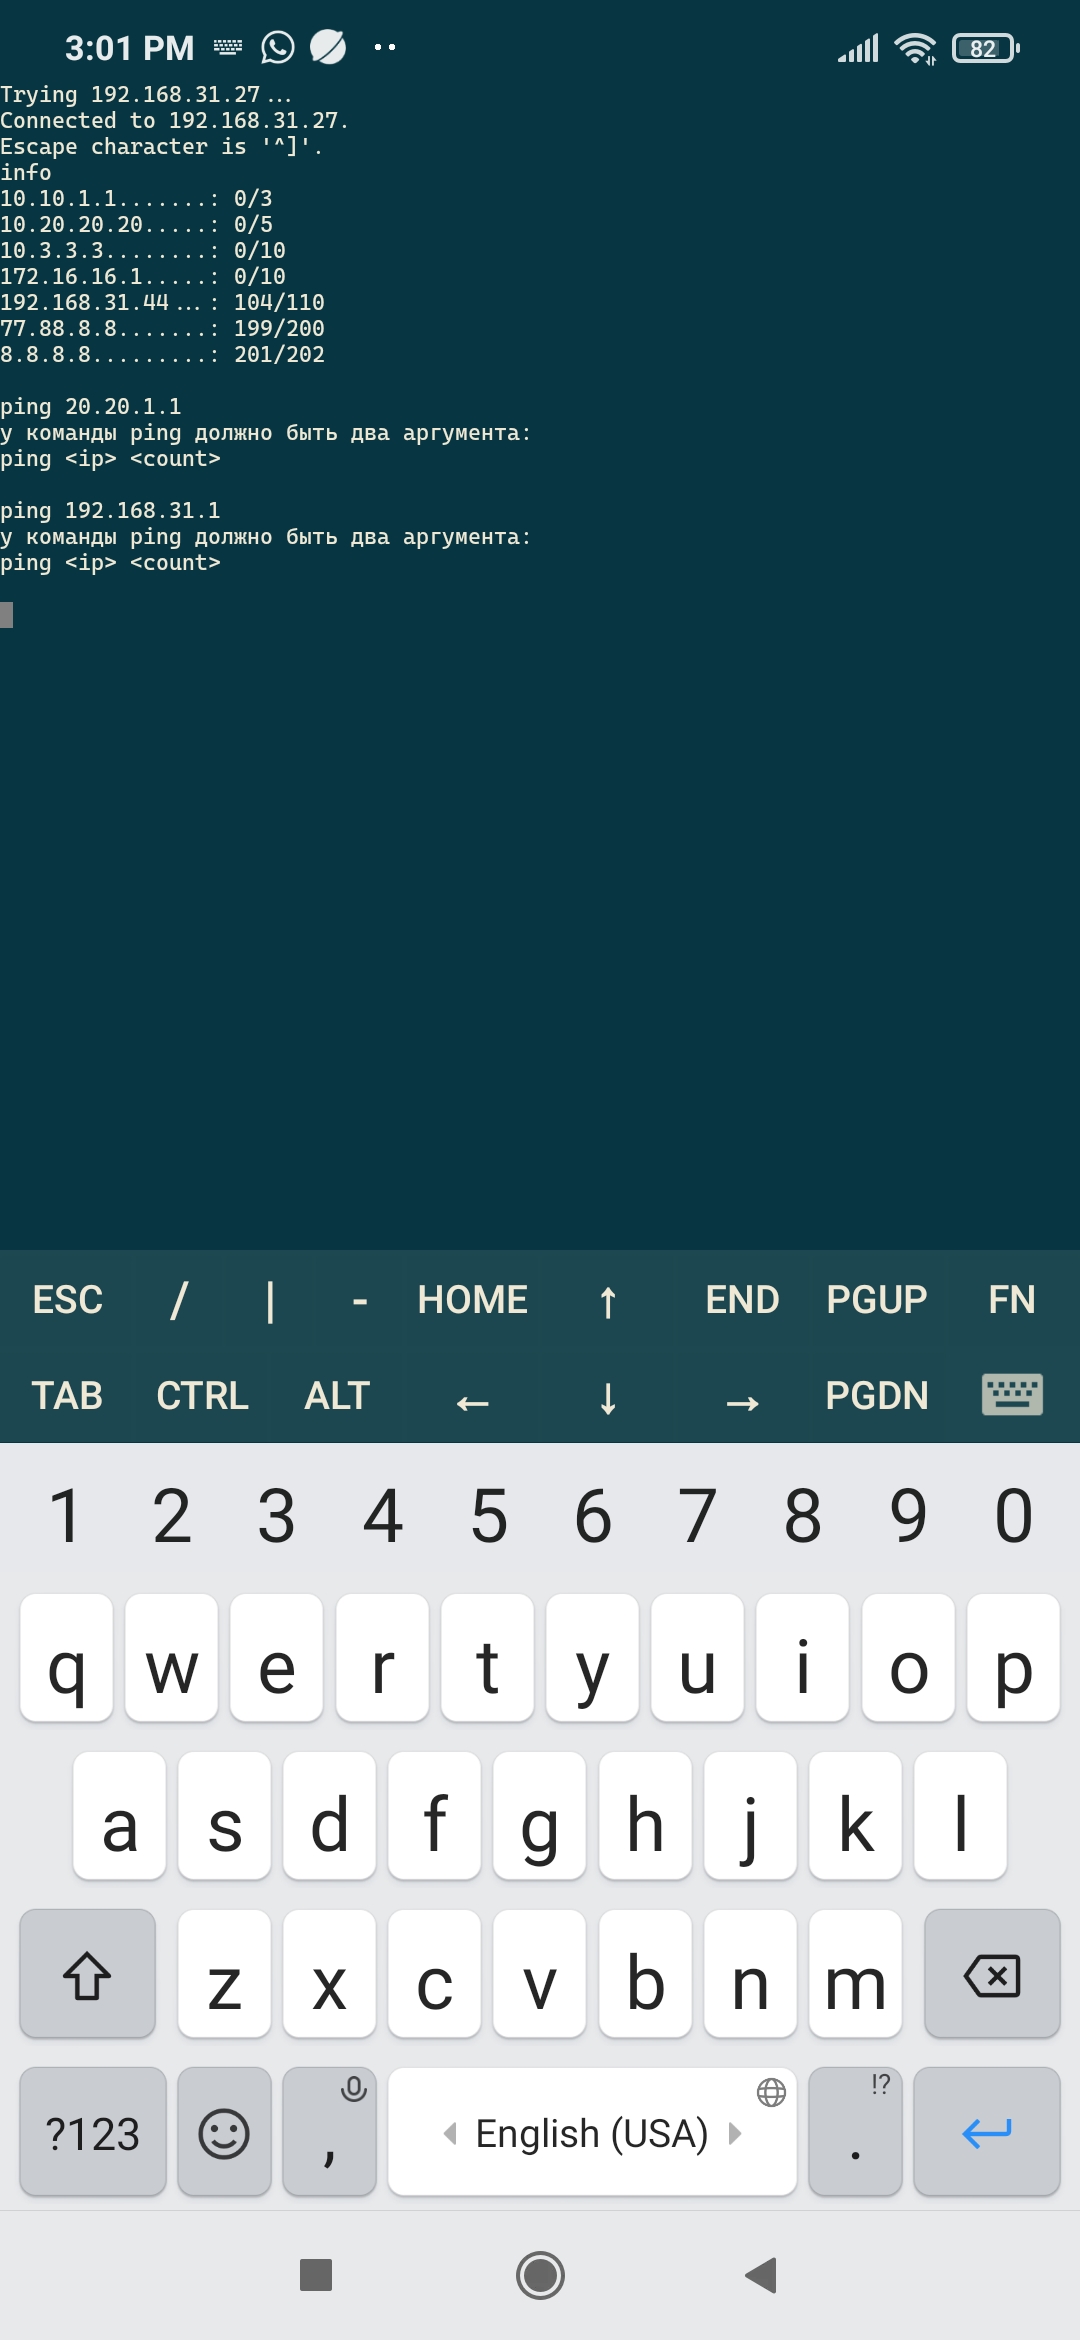 3:01 PM
82
Trying 192.168.31.27...
Connected to 192.168.31.27.
Escape character is '^]'.
info
10.10.1.1.......: 0/3
10.20.20.20.....: 0/5
10.3.3.3........: 0/10
172.16.16.1.....: 0/10
192.168.31.44...: 104/110
77.88.8.8.......: 199/200
8.8.8.8.........: 201/202
ping 20.20.1.1
у команды ping должно быть два аргумента:
ping <ip> <count>
ping 192.168.31.1
у команды ping должно быть два аргумента:
ping <ip> <count>
ESC / | - HOME ↑ END PGUP FN
TAB CTRL ALT ← ↓ → PGDN
1 2 3 4 5 6 7 8 9 0
q w e r t y u i o p
a s d f g h j k l
z x c v b n m
!?
?123 , English (USA) .